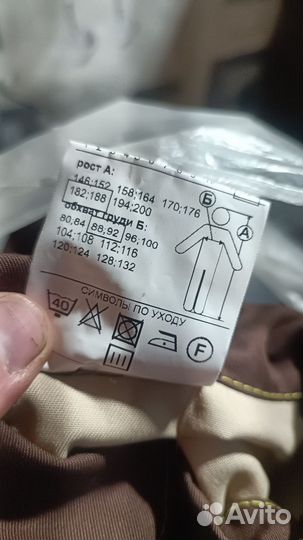 рост А:
146;152 158;164 170;176
182;188 194;200
обхват груди Б:
80,84 88,92 96;100
104;108 112;116
120;124 128;132
Б
А
СИМВОЛЫ ПО УХОДУ
40
F
Avito